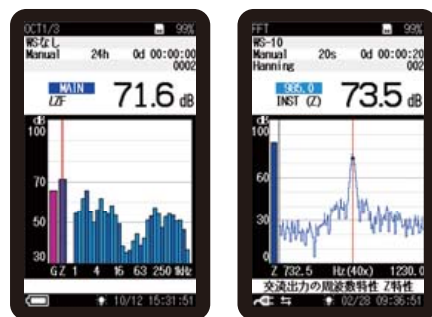 OCT1/3 99%
WSなし
Manual 24h 0d 00:00:00
0002
MAIN
LZF 71.6 dB
dB
100
70
50
30
G Z 1 4 16 63 250 1kHz
10/12 15:31:51
FFT 99%
WS-10
Manual 20s 0d 00:00:20
Hanning 002
985.0
INST (Z) 73.5 dB
dB
100
60
30
0
Z 732.5 Hz(40x) 1230.0
交流出力の周波数特性 Z特性
02/28 09:36:51